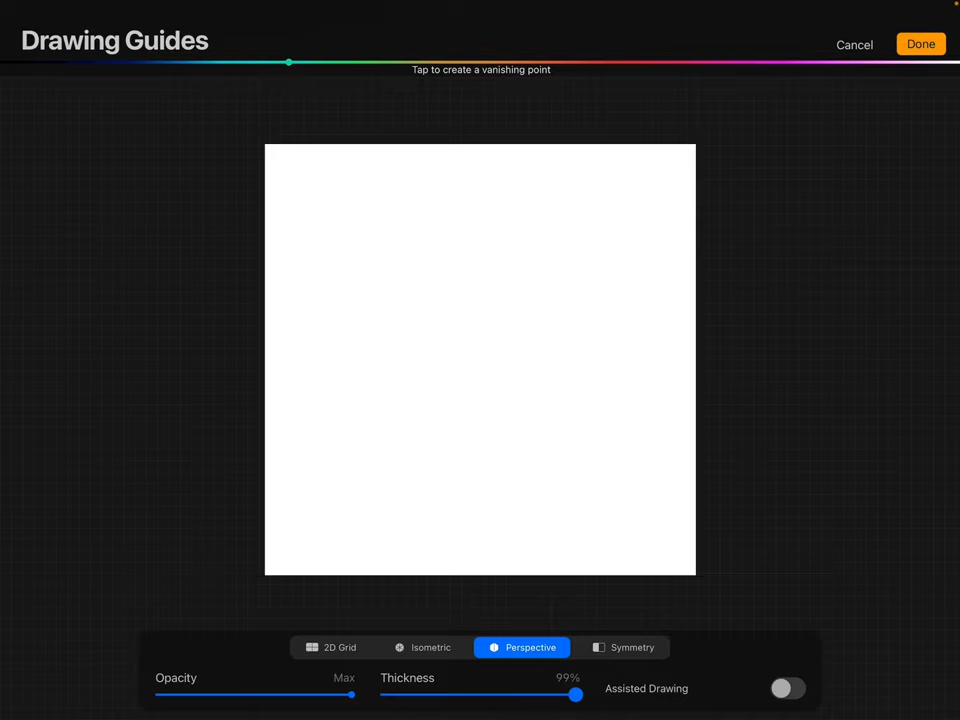 Drawing Guides
Cancel
Done
Tap to create a vanishing point
2D Grid
Isometric
Perspective
Symmetry
Opacity
Max
Thickness
99%
Assisted Drawing